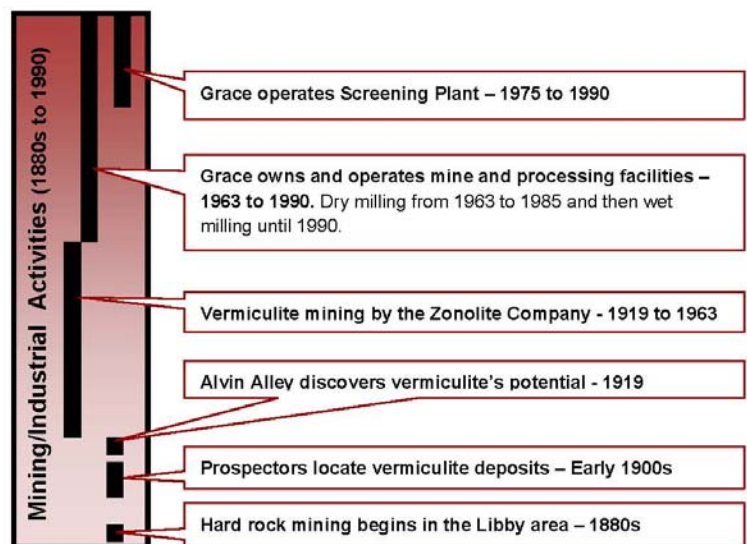 Mining/Industrial Activities (1880s to 1990)
Grace operates Screening Plant – 1975 to 1990
Grace owns and operates mine and processing facilities –
1963 to 1990. Dry milling from 1963 to 1985 and then wet
milling until 1990.
Vermiculite mining by the Zonolite Company - 1919 to 1963
Alvin Alley discovers vermiculite's potential - 1919
Prospectors locate vermiculite deposits – Early 1900s
Hard rock mining begins in the Libby area – 1880s